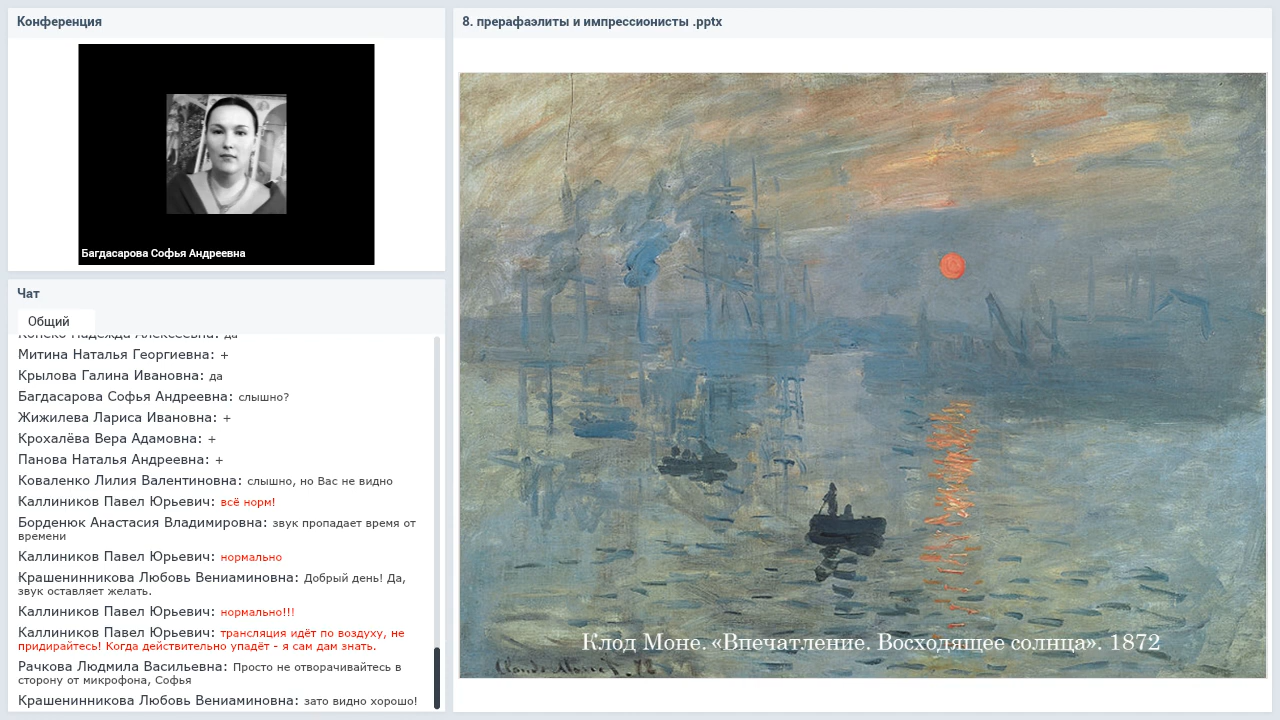 Конференция
Багдасарова Софья Андреевна
Чат
Общий
Митина Наталья Георгиевна: +
Крылова Галина Ивановна: да
Багдасарова Софья Андреевна: слышно?
Жижилева Лариса Ивановна: +
Крохалёва Вера Адамовна: +
Панова Наталья Андреевна: +
Коваленко Лилия Валентиновна: слышно, но Вас не видно
Каллиников Павел Юрьевич: всё норм!
Борденюк Анастасия Владимировна: звук пропадает время от
времени
Каллиников Павел Юрьевич: нормально
Крашенинникова Любовь Вениаминовна: Добрый день! Да,
звук оставляет желать.
Каллиников Павел Юрьевич: нормально!!!
Каллиников Павел Юрьевич: трансляция идёт по воздуху, не
придирайтесь! Когда действительно упадёт - я сам дам знать.
Рачкова Людмила Васильевна: Просто не отворачивайтесь в
сторону от микрофона, Софья
Крашенинникова Любовь Вениаминовна: зато видно хорошо!
8. прерафаэлиты и импрессионисты .pptx
Клод Моне. «Впечатление. Восходящее солнца». 1872
Claude Monet. 72